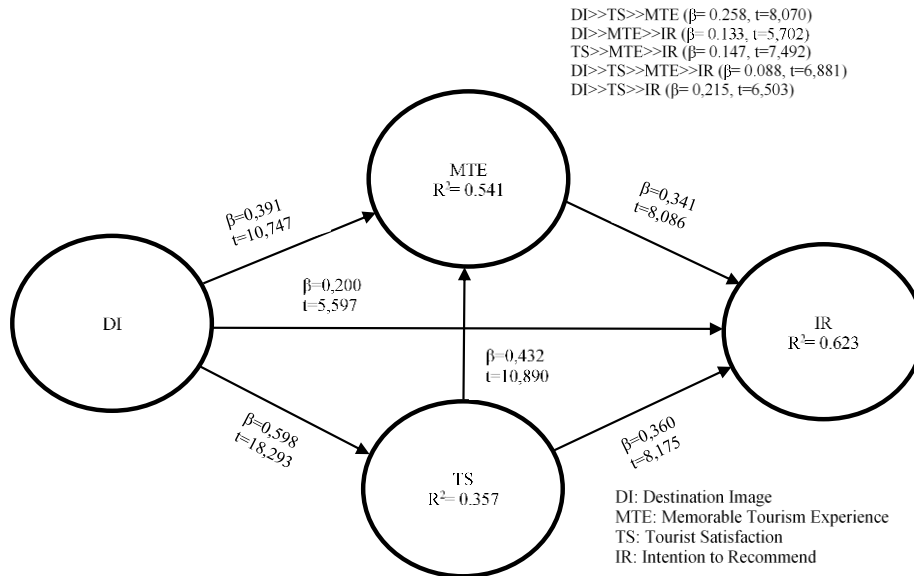 DI>>TS>>MTE (β= 0.258, t=8,070)
DI>>MTE>>IR (β= 0.133, t=5,702)
TS>>MTE>>IR (β= 0.147, t=7,492)
DI>>TS>>MTE>>IR (β= 0.088, t=6,881)
DI>>TS>>IR (β= 0,215, t=6,503)
MTE
R²= 0.541
β=0,391
t=10,747
β=0,341
t=8,086
β=0,200
t=5,597
DI
IR
R²= 0.623
β=0,432
t=10,890
β=0,598
t=18,293
β=0,360
t=8,175
TS
R²= 0.357
DI: Destination Image
MTE: Memorable Tourism Experience
TS: Tourist Satisfaction
IR: Intention to Recommend